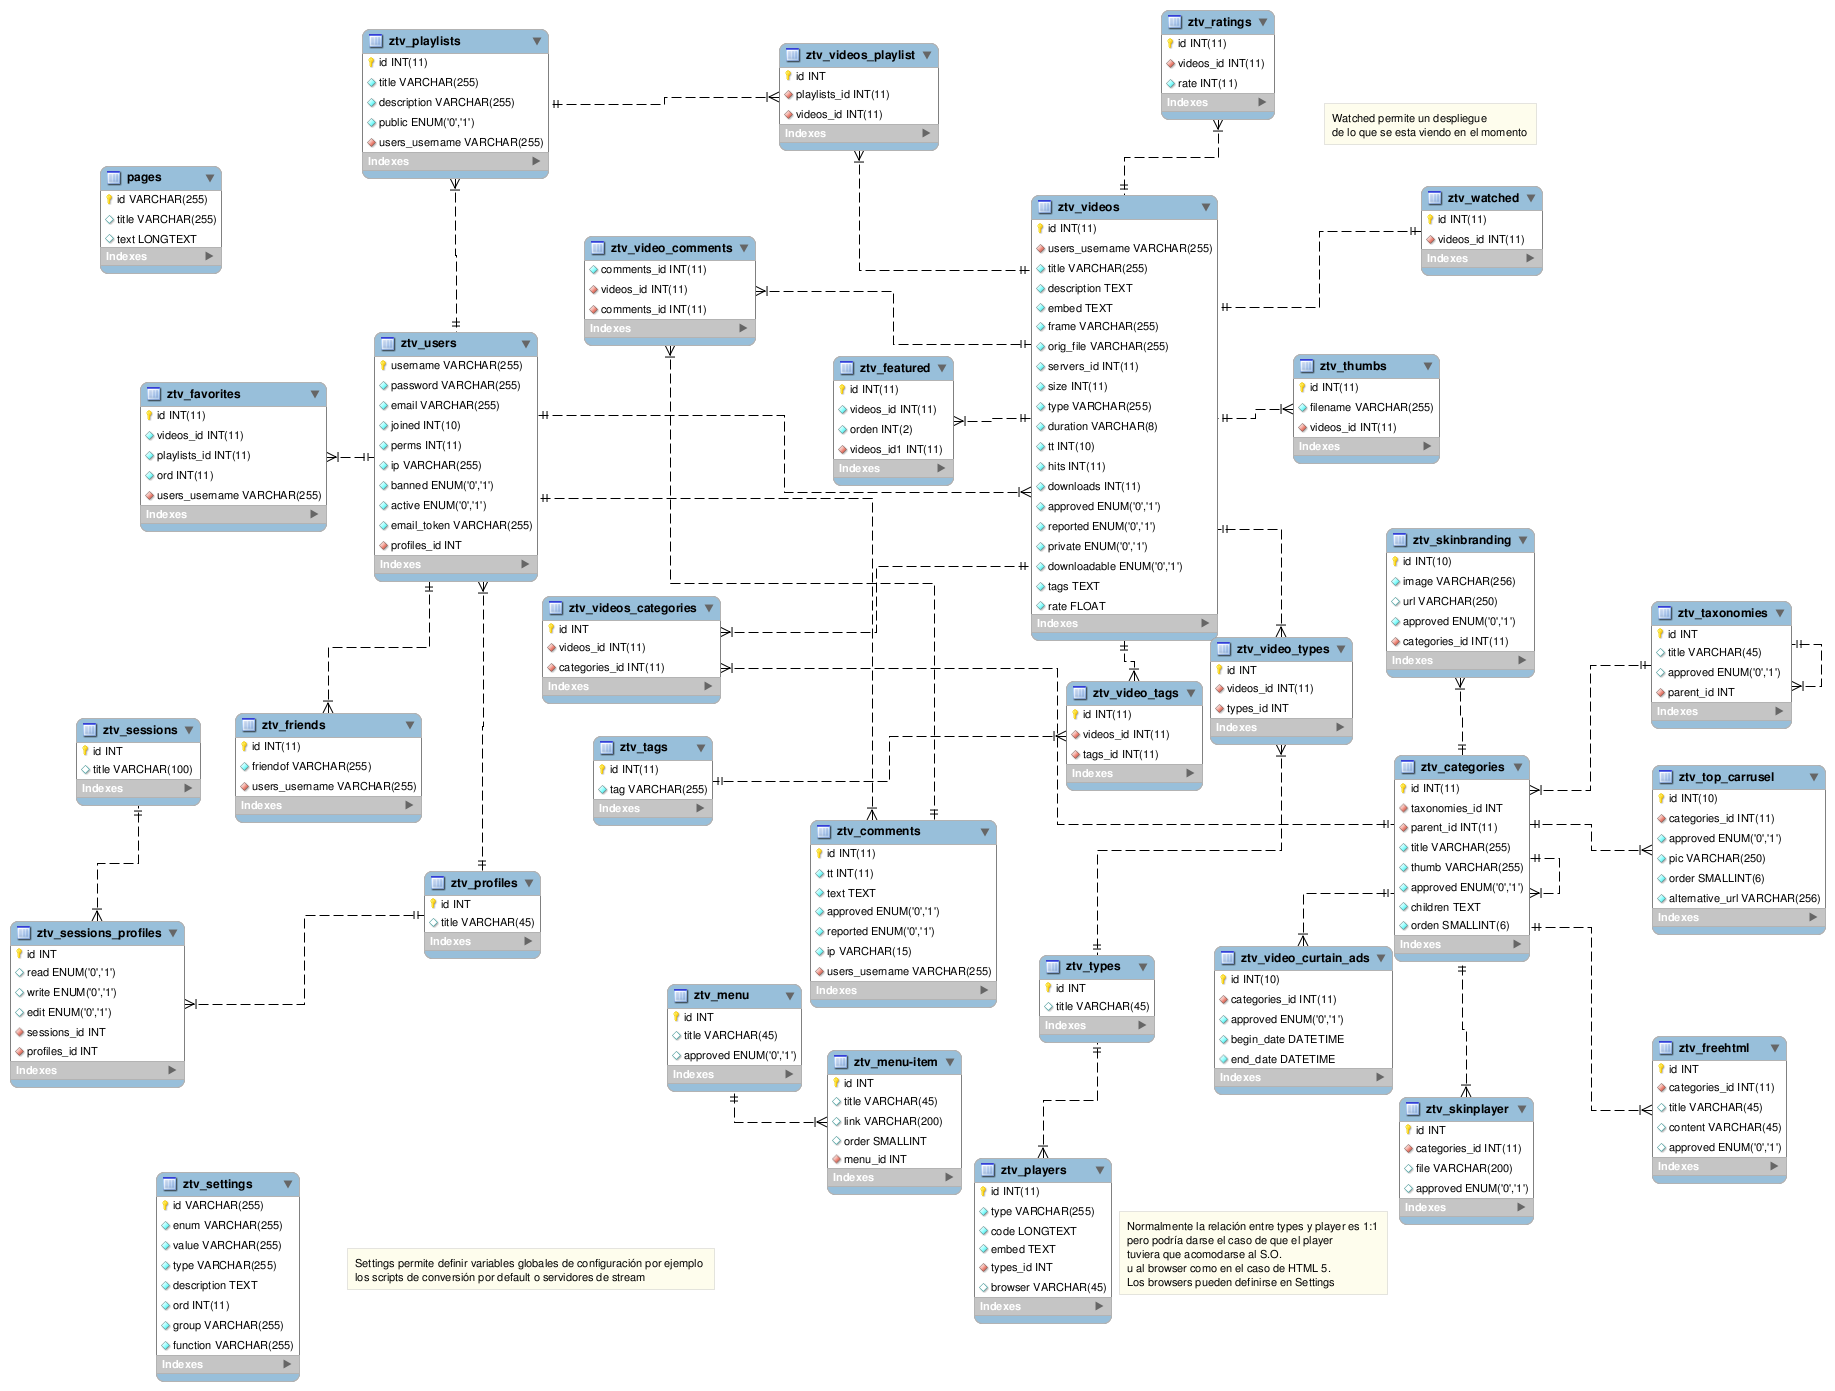 ztv_playlists
id INT(11)
title VARCHAR(255)
description VARCHAR(255)
public ENUM('0','1')
users_username VARCHAR(255)
Indexes
ztv_videos_playlist
id INT
playlists_id INT(11)
videos_id INT(11)
Indexes
ztv_ratings
id INT(11)
videos_id INT(11)
rate INT(11)
Indexes
Watched permite un despliegue
de lo que se esta viendo en el momento
pages
id VARCHAR(255)
title VARCHAR(255)
text LONGTEXT
Indexes
ztv_video_comments
comments_id INT(11)
videos_id INT(11)
comments_id INT(11)
Indexes
ztv_videos
id INT(11)
users_username VARCHAR(255)
title VARCHAR(255)
description TEXT
embed TEXT
frame VARCHAR(255)
orig_file VARCHAR(255)
servers_id INT(11)
size INT(11)
type VARCHAR(255)
duration VARCHAR(8)
tt INT(10)
hits INT(11)
downloads INT(11)
approved ENUM('0','1')
reported ENUM('0','1')
private ENUM('0','1')
downloadable ENUM('0','1')
tags TEXT
rate FLOAT
Indexes
ztv_watched
id INT(11)
videos_id INT(11)
Indexes
ztv_users
username VARCHAR(255)
password VARCHAR(255)
email VARCHAR(255)
joined INT(10)
perms INT(11)
ip VARCHAR(255)
banned ENUM('0','1')
active ENUM('0','1')
email_token VARCHAR(255)
profiles_id INT
Indexes
ztv_favorites
id INT(11)
videos_id INT(11)
playlists_id INT(11)
ord INT(11)
users_username VARCHAR(255)
Indexes
ztv_featured
id INT(11)
videos_id INT(11)
orden INT(2)
videos_id1 INT(11)
Indexes
ztv_thumbs
id INT(11)
filename VARCHAR(255)
videos_id INT(11)
Indexes
ztv_skinbranding
id INT(10)
image VARCHAR(256)
url VARCHAR(250)
approved ENUM('0','1')
categories_id INT(11)
Indexes
ztv_videos_categories
id INT
videos_id INT(11)
categories_id INT(11)
Indexes
ztv_video_types
id INT
videos_id INT(11)
types_id INT
Indexes
ztv_taxonomies
id INT
title VARCHAR(45)
approved ENUM('0','1')
parent_id INT
Indexes
ztv_video_tags
id INT(11)
videos_id INT(11)
tags_id INT(11)
Indexes
ztv_sessions
id INT
title VARCHAR(100)
Indexes
ztv_friends
id INT(11)
friendof VARCHAR(255)
users_username VARCHAR(255)
Indexes
ztv_tags
id INT(11)
tag VARCHAR(255)
Indexes
ztv_categories
id INT(11)
taxonomies_id INT
parent_id INT(11)
title VARCHAR(255)
thumb VARCHAR(255)
approved ENUM('0','1')
children TEXT
orden SMALLINT(6)
Indexes
ztv_top_carrusel
id INT(10)
categories_id INT(11)
approved ENUM('0','1')
pic VARCHAR(250)
order SMALLINT(6)
alternative_url VARCHAR(256)
Indexes
ztv_comments
id INT(11)
tt INT(11)
text TEXT
approved ENUM('0','1')
reported ENUM('0','1')
ip VARCHAR(15)
users_username VARCHAR(255)
Indexes
ztv_profiles
id INT
title VARCHAR(45)
Indexes
ztv_sessions_profiles
id INT
read ENUM('0','1')
write ENUM('0','1')
edit ENUM('0','1')
sessions_id INT
profiles_id INT
Indexes
ztv_types
id INT
title VARCHAR(45)
Indexes
ztv_video_curtain_ads
id INT(10)
categories_id INT(11)
approved ENUM('0','1')
begin_date DATETIME
end_date DATETIME
Indexes
ztv_menu
id INT
title VARCHAR(45)
approved ENUM('0','1')
Indexes
ztv_menu-item
id INT
title VARCHAR(45)
link VARCHAR(200)
order SMALLINT
menu_id INT
Indexes
ztv_freehtml
id INT
categories_id INT(11)
title VARCHAR(45)
content VARCHAR(45)
approved ENUM('0','1')
Indexes
ztv_skinplayer
id INT
categories_id INT(11)
file VARCHAR(200)
approved ENUM('0','1')
Indexes
ztv_settings
id VARCHAR(255)
enum VARCHAR(255)
value VARCHAR(255)
type VARCHAR(255)
description TEXT
ord INT(11)
group VARCHAR(255)
function VARCHAR(255)
Indexes
Settings permite definir variables globales de configuración por ejemplo
los scripts de conversión por default o servidores de stream
ztv_players
id INT(11)
type VARCHAR(255)
code LONGTEXT
embed TEXT
types_id INT
browser VARCHAR(45)
Indexes
Normalmente la relación entre types y player es 1:1
pero podría darse el caso de que el player
tuviera que acomodarse al S.O.
u al browser como en el caso de HTML 5.
Los browsers pueden definirse en Settings